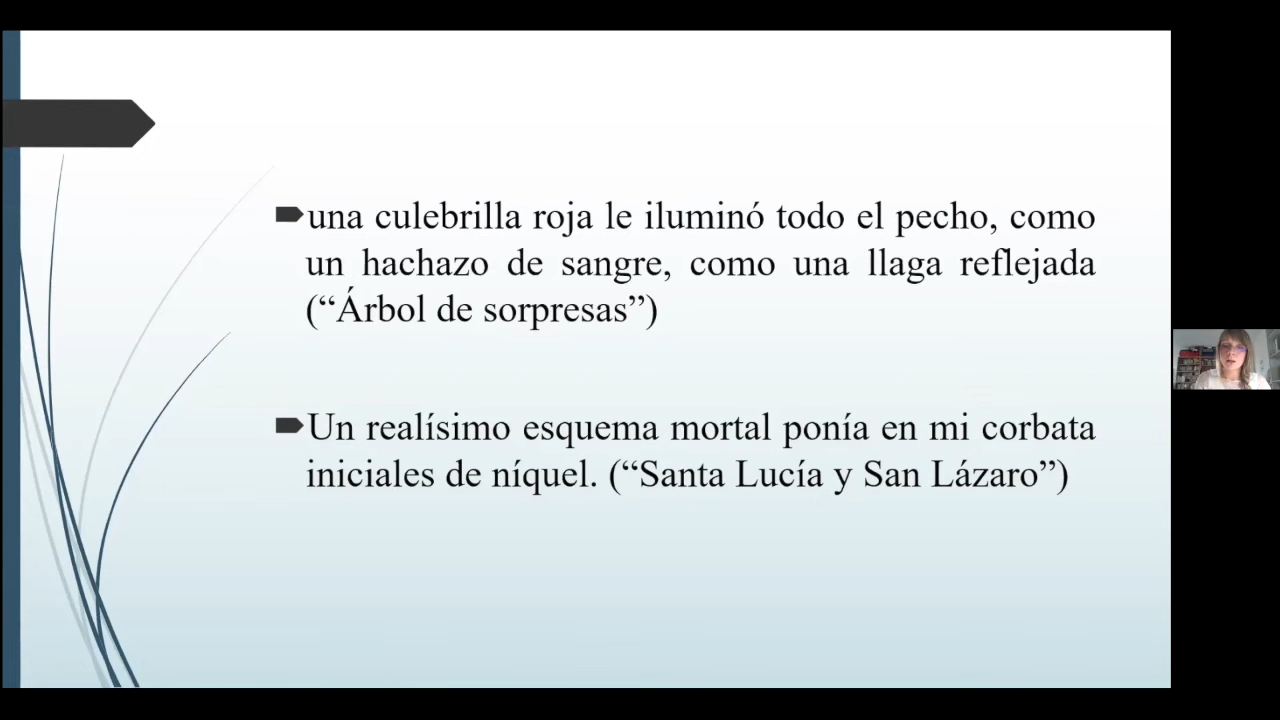 una culebrilla roja le iluminó todo el pecho, como
un hachazo de sangre, como una llaga reflejada
(“Árbol de sorpresas”)
Un realísimo esquema mortal ponía en mi corbata
iniciales de níquel. (“Santa Lucía y San Lázaro”)